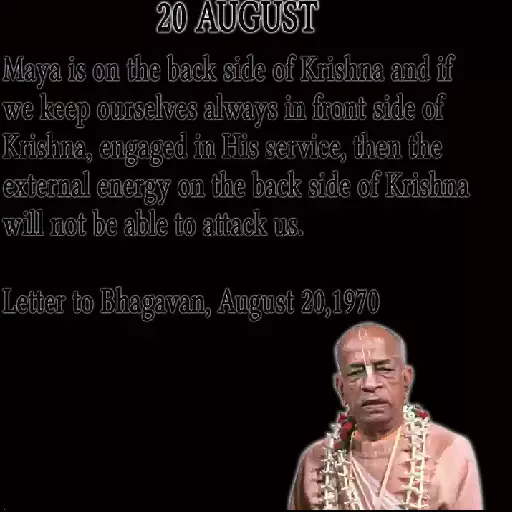 20 AUGUST
Maya is on the back side of Krishna and if
we keep ourselves always in front side of
Krishna, engaged in His service, then the
external energy on the back side of Krishna
will not be able to attack us.
Letter to Bhagavan, August 20,1970